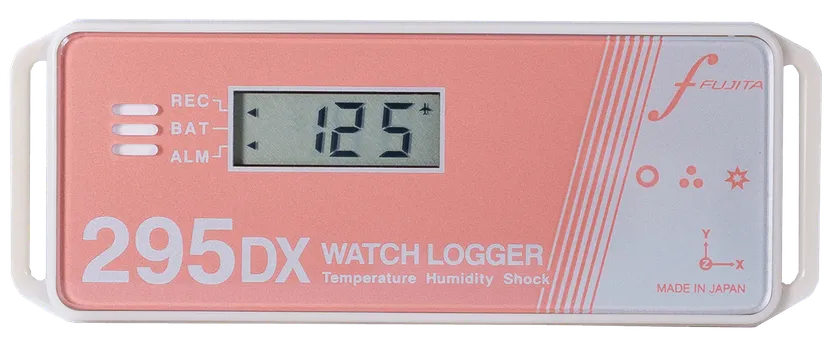 REC
BAT
ALM
125
f FUJITA
295DX WATCH LOGGER
Temperature Humidity Shock
Y
Z X
MADE IN JAPAN